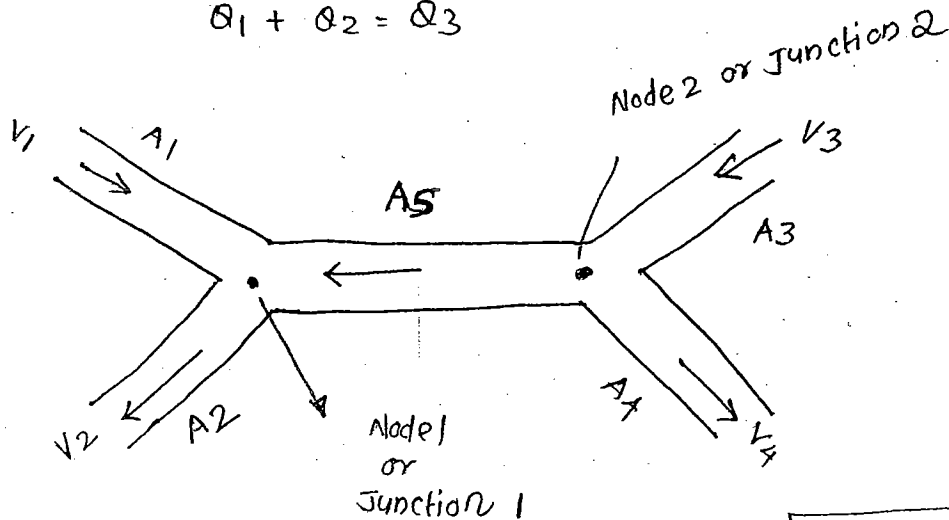 Q1 + Q2 = Q3
Node 2 or Junction 2
V1
A1
V3
A5
A3
V2
A2
A4
V4
Node 1
or
Junction 1